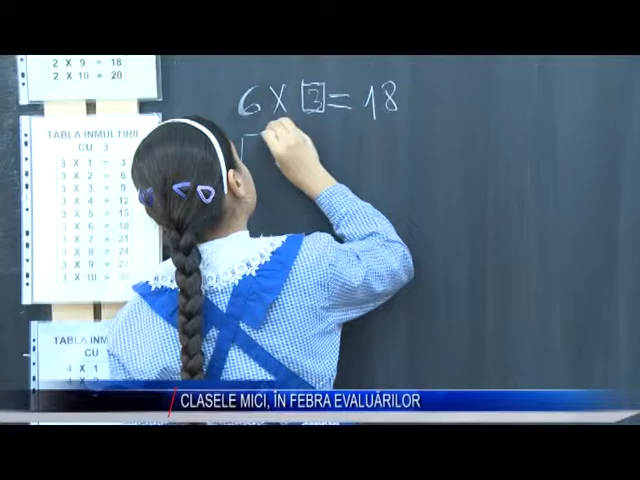 2 X 9 = 18
2 X 10 = 20
TABLA INMULTIRII
CU 3
3 X 1 = 3
3 X 2 = 6
3 X 3 = 9
3 X 4 = 12
3 X 5 = 15
3 X 6 = 18
3 X 7 = 21
3 X 8 = 24
3 X 9 = 27
3 X 10 = 30
TABLA IN
CU
4 X 1
4 X 2
6 X 3 = 18
CLASELE MICI, ÎN FEBRA EVALUĂRILOR